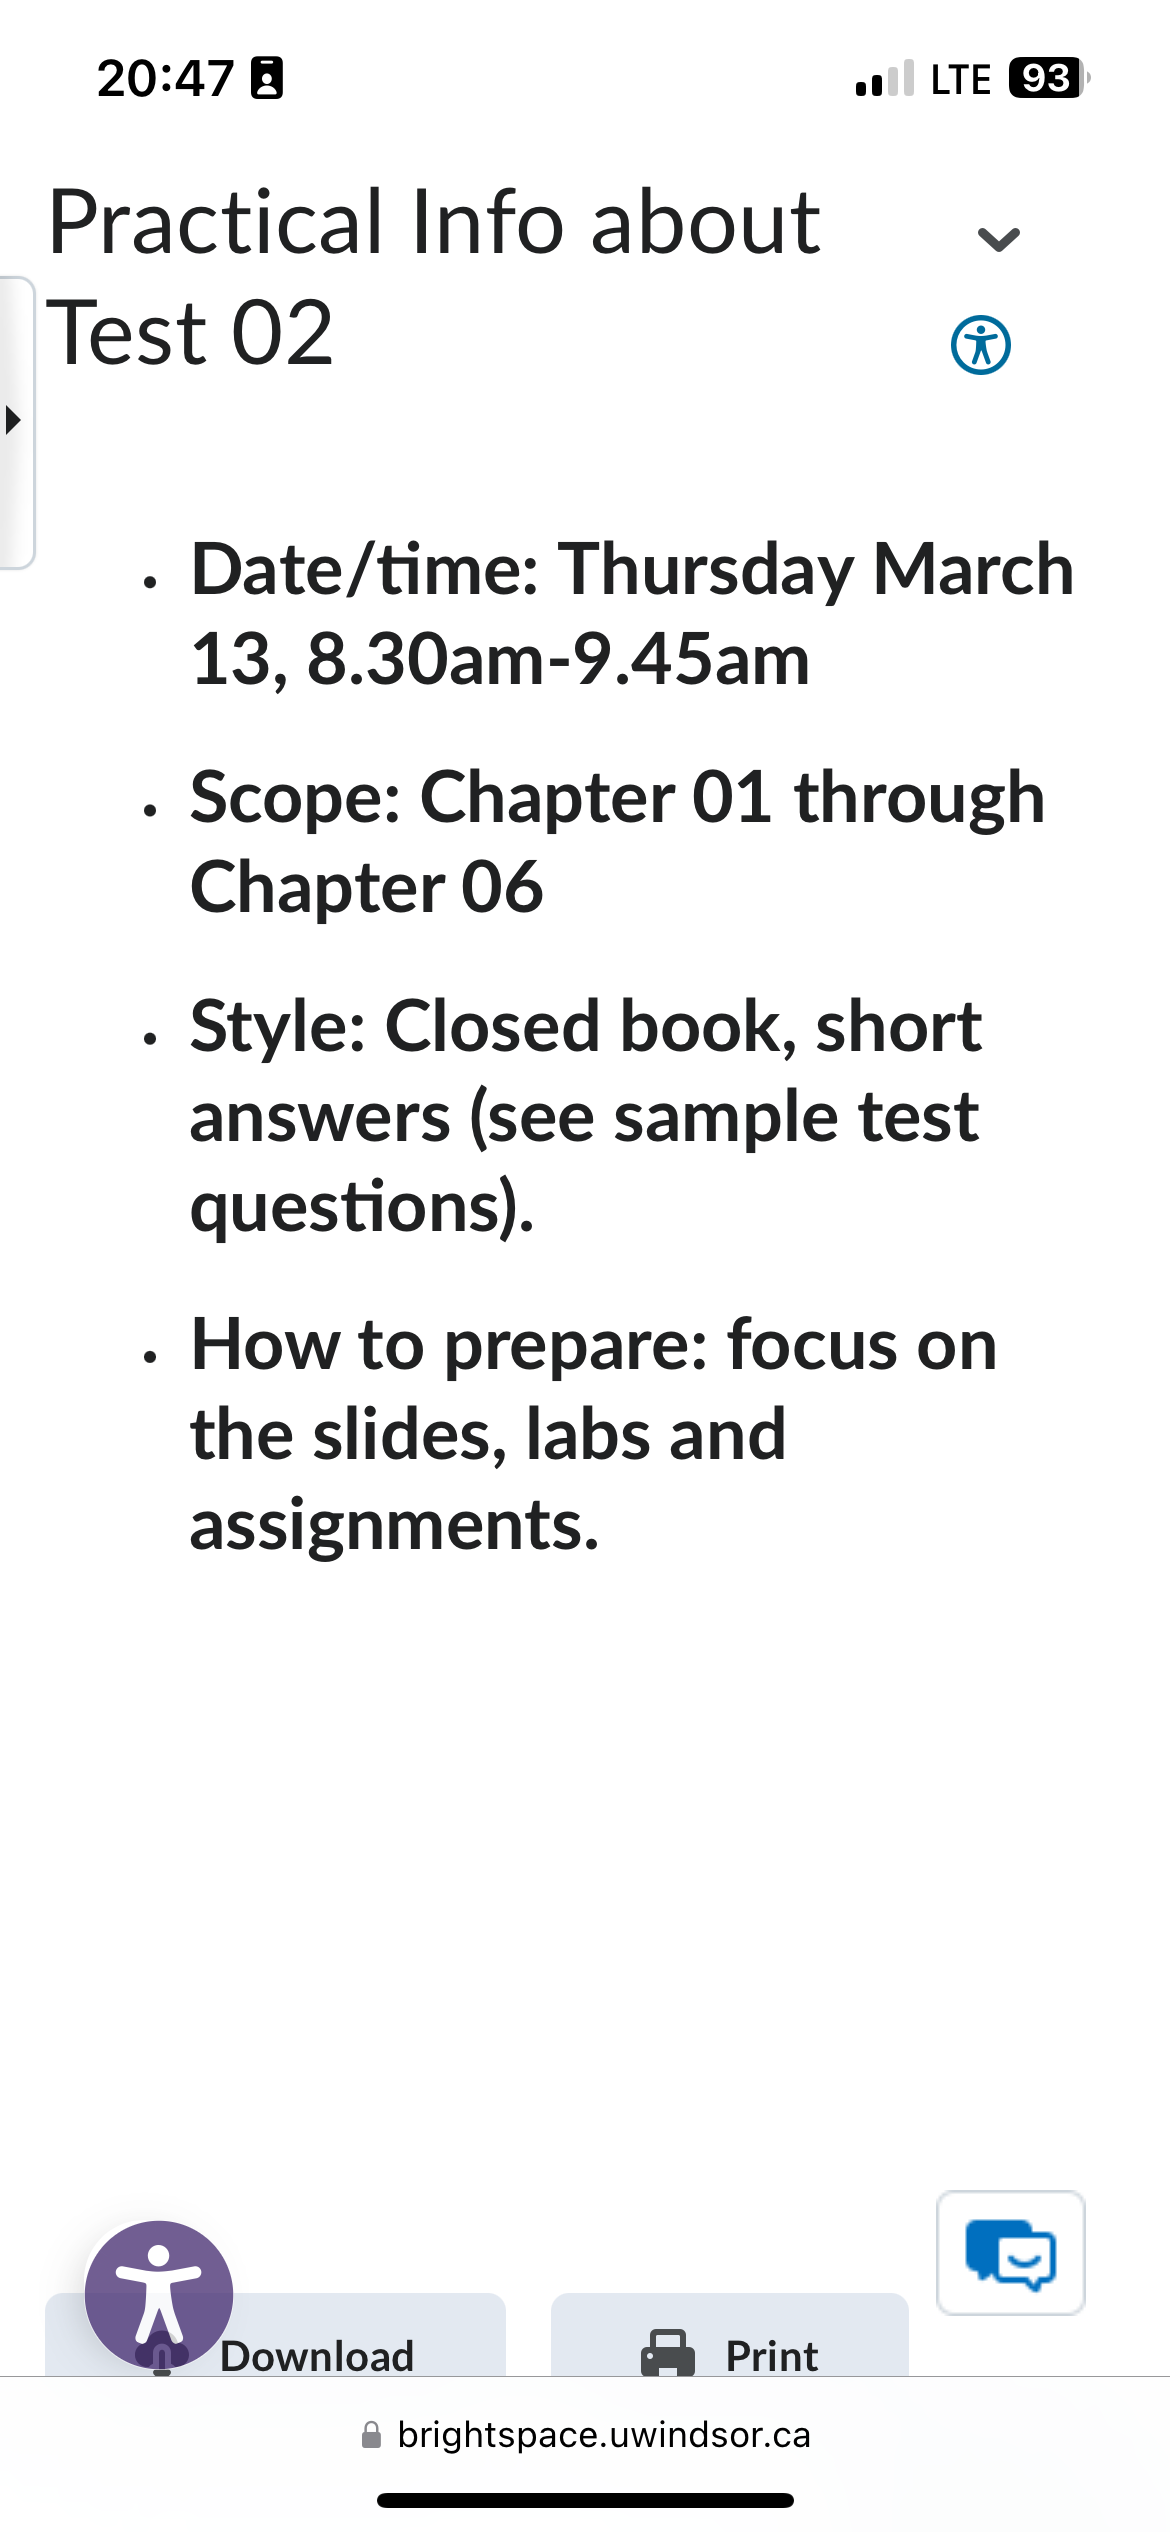 20:47
LTE 93
Practical Info about
Test 02
• Date/time: Thursday March
13, 8.30am-9.45am
• Scope: Chapter 01 through
Chapter 06
• Style: Closed book, short
answers (see sample test
questions).
• How to prepare: focus on
the slides, labs and
assignments.
Download
Print
brightspace.uwindsor.ca